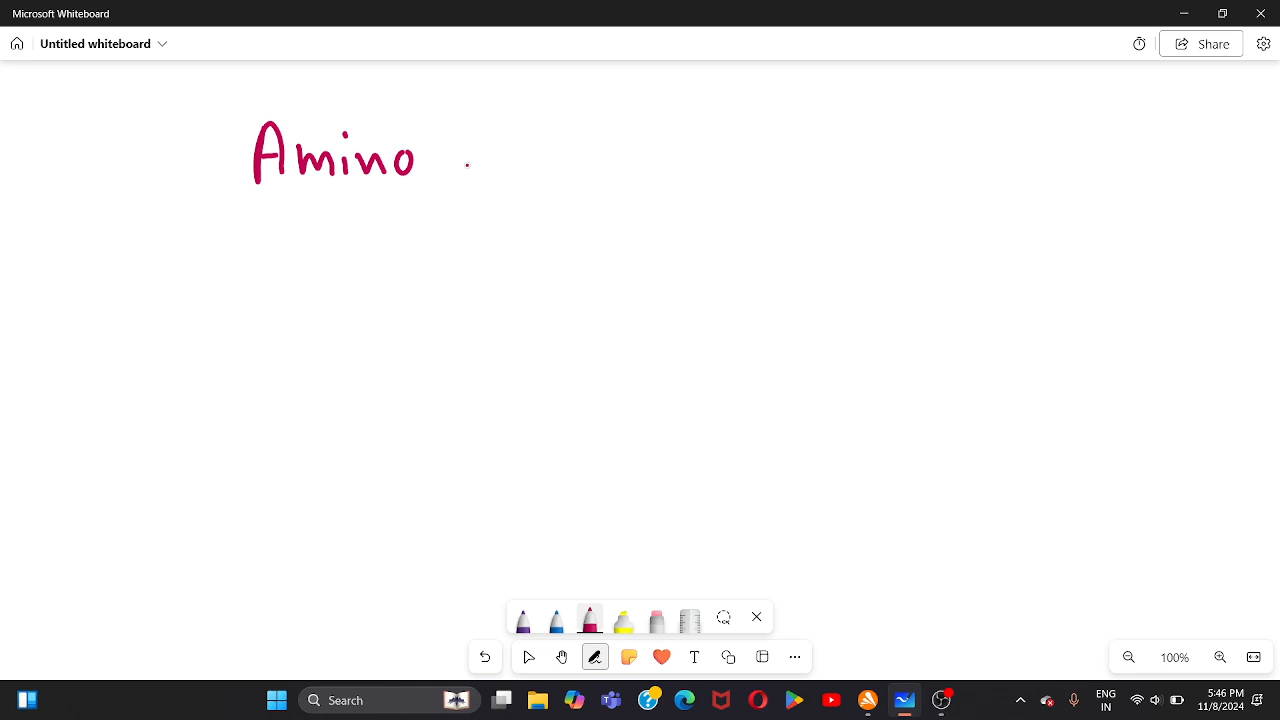 Microsoft Whiteboard
Untitled whiteboard
Share
Amino
T
100%
Search
ENG
IN
5:46 PM
11/8/2024